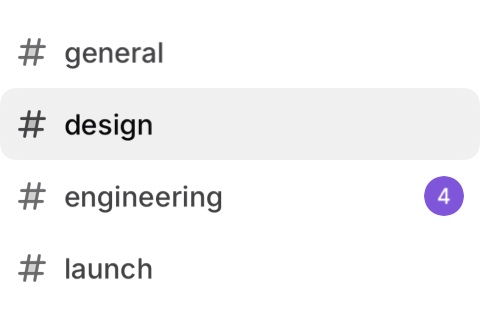 # general
# design
# engineering 4
# launch